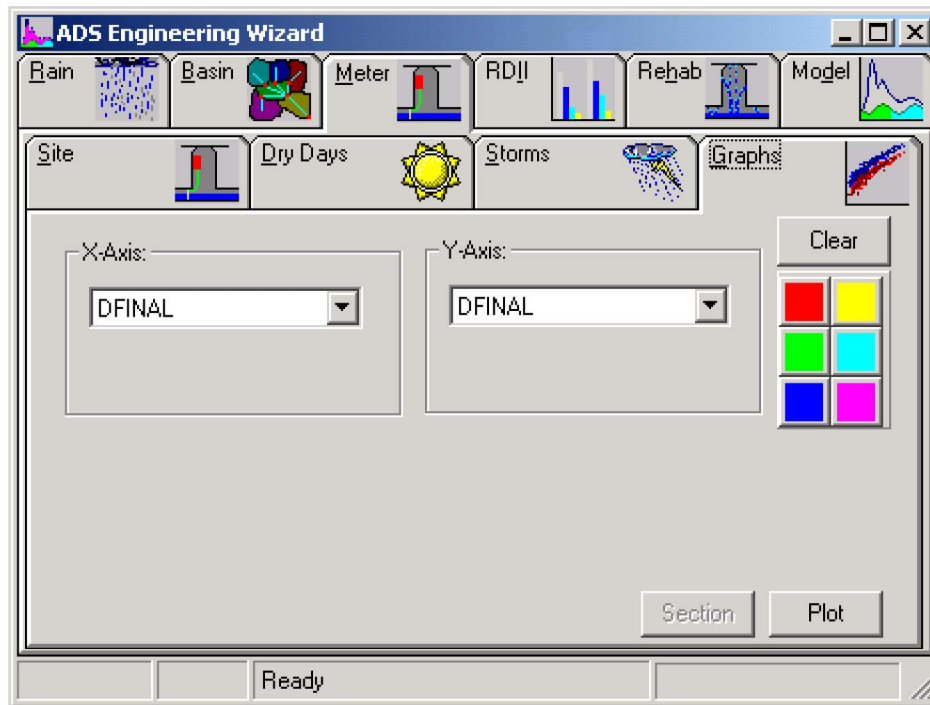 ADS Engineering Wizard
Rain Basin Meter RDII Rehab Model
Site Dry Days Storms Graphs
Clear
X-Axis: Y-Axis:
DFINAL DFINAL
Section Plot
Ready